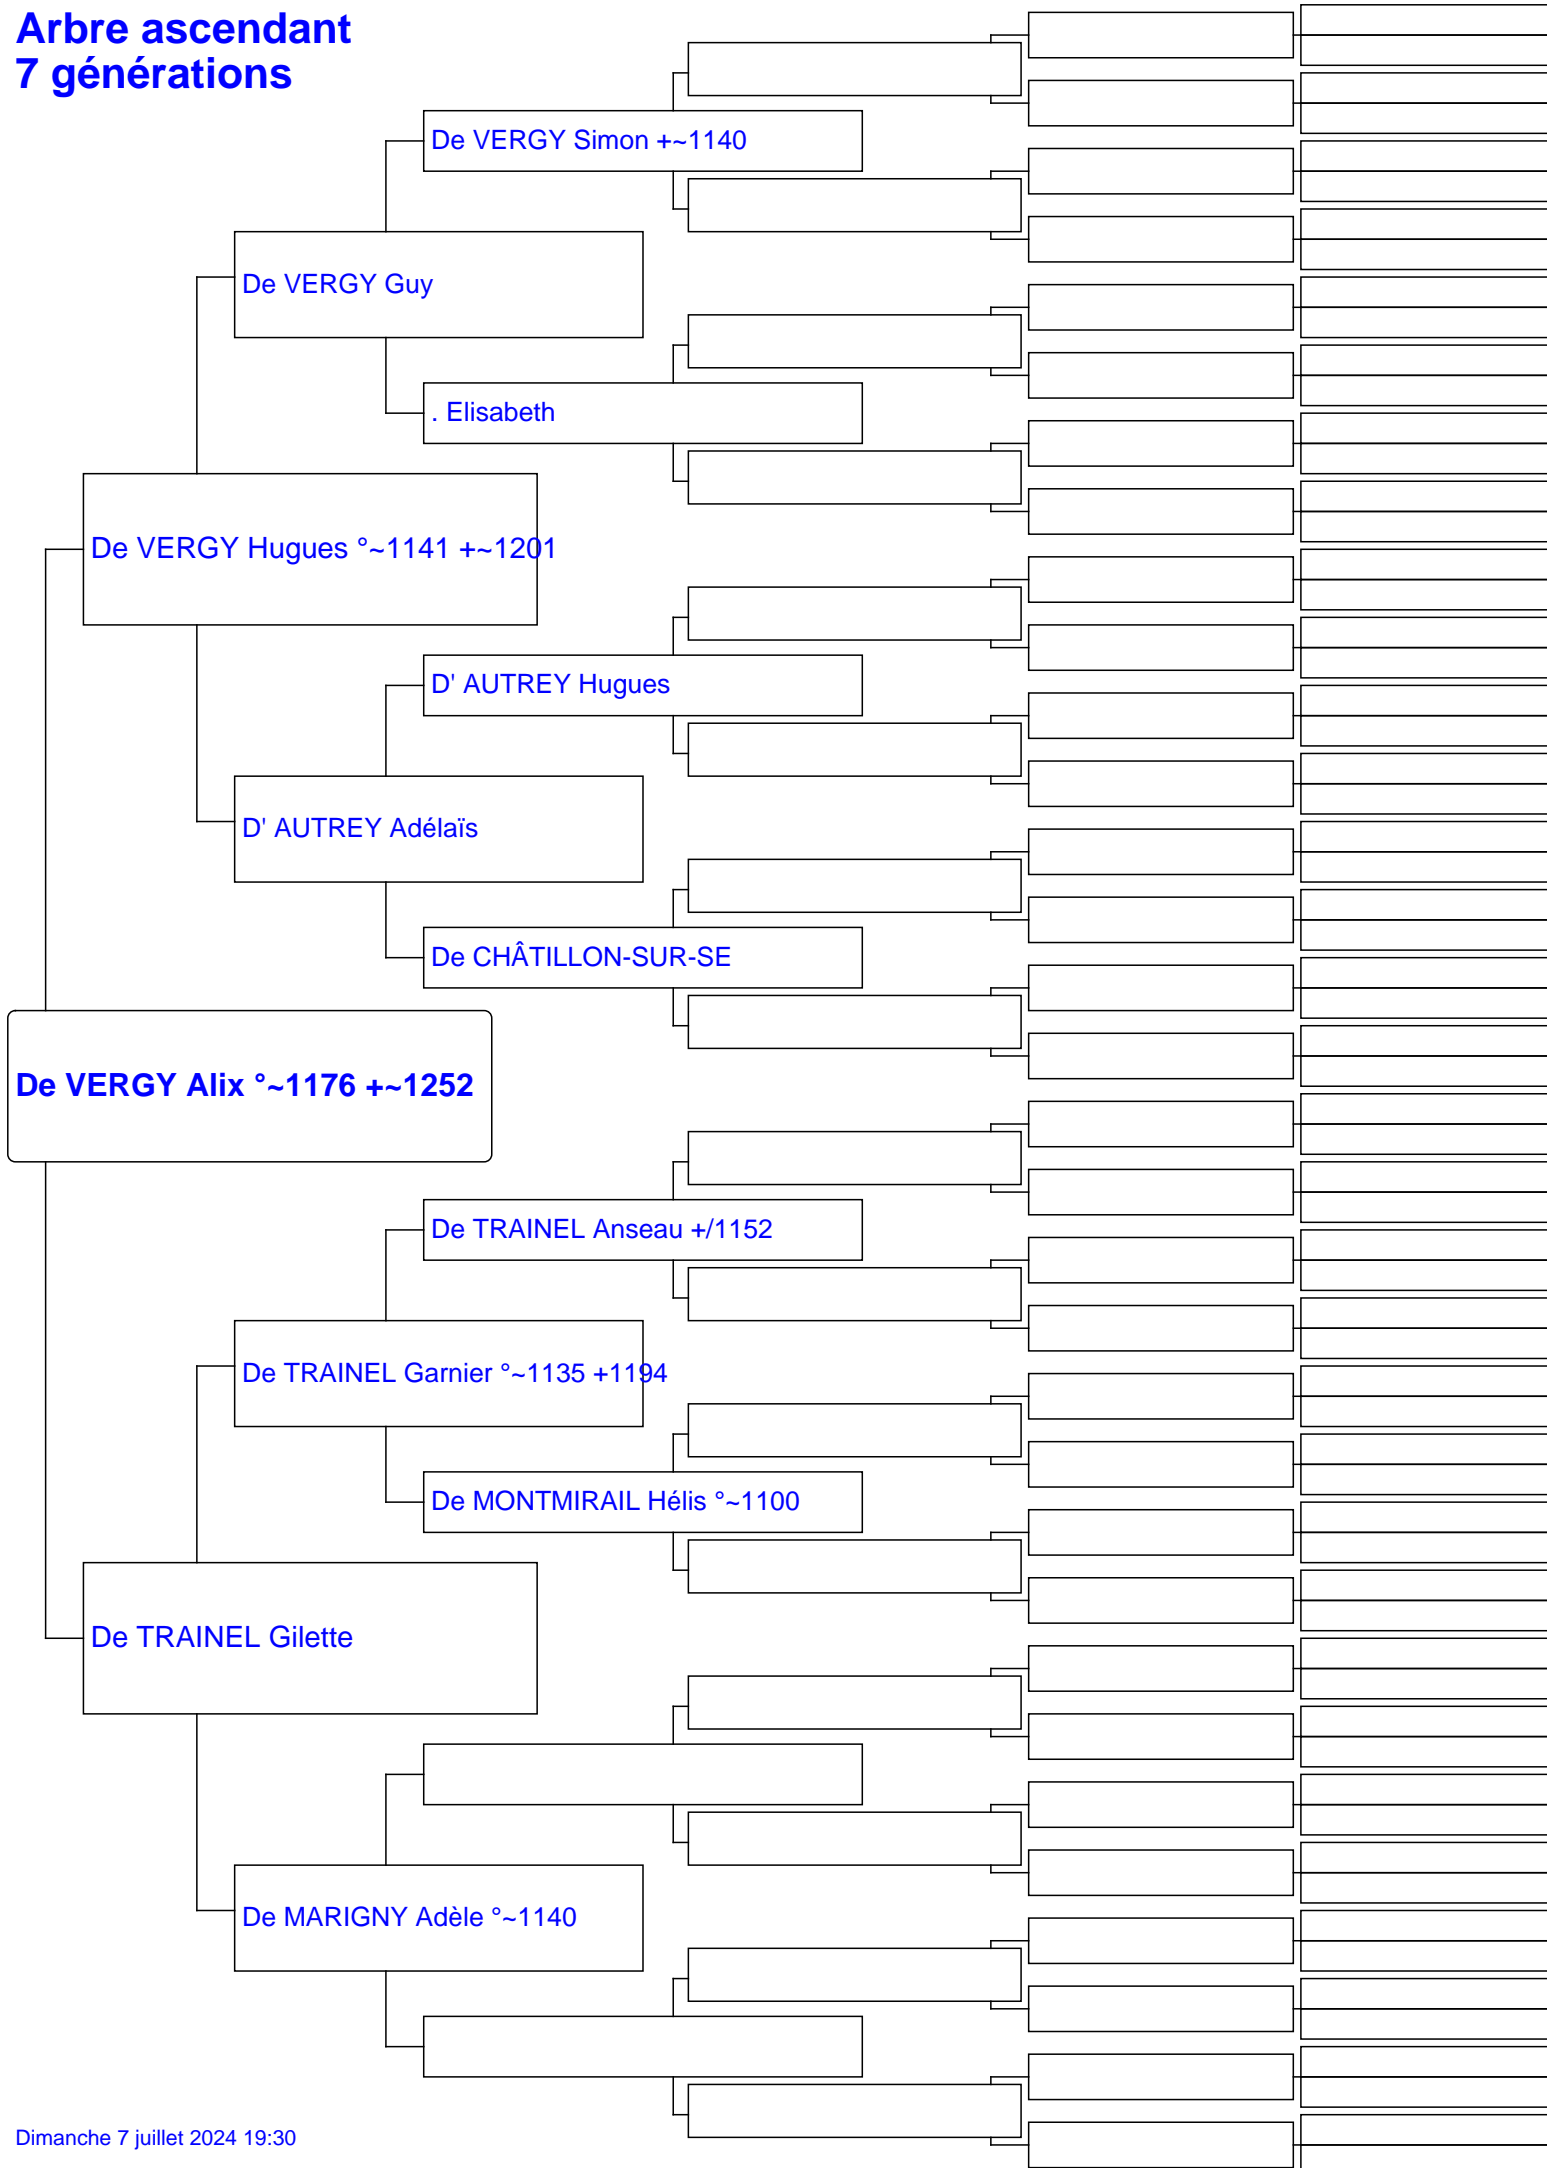 Arbre ascendant
7 générations
De VERGY Simon +~1140
De VERGY Guy
. Elisabeth
De VERGY Hugues °~1141 +~1201
D' AUTREY Hugues
D' AUTREY Adélaïs
De CHÂTILLON-SUR-SE
De VERGY Alix °~1176 +~1252
De TRAINEL Anseau +/1152
De TRAINEL Garnier °~1135 +1194
De MONTMIRAIL Hélis °~1100
De TRAINEL Gilette
De MARIGNY Adèle °~1140
Dimanche 7 juillet 2024 19:30